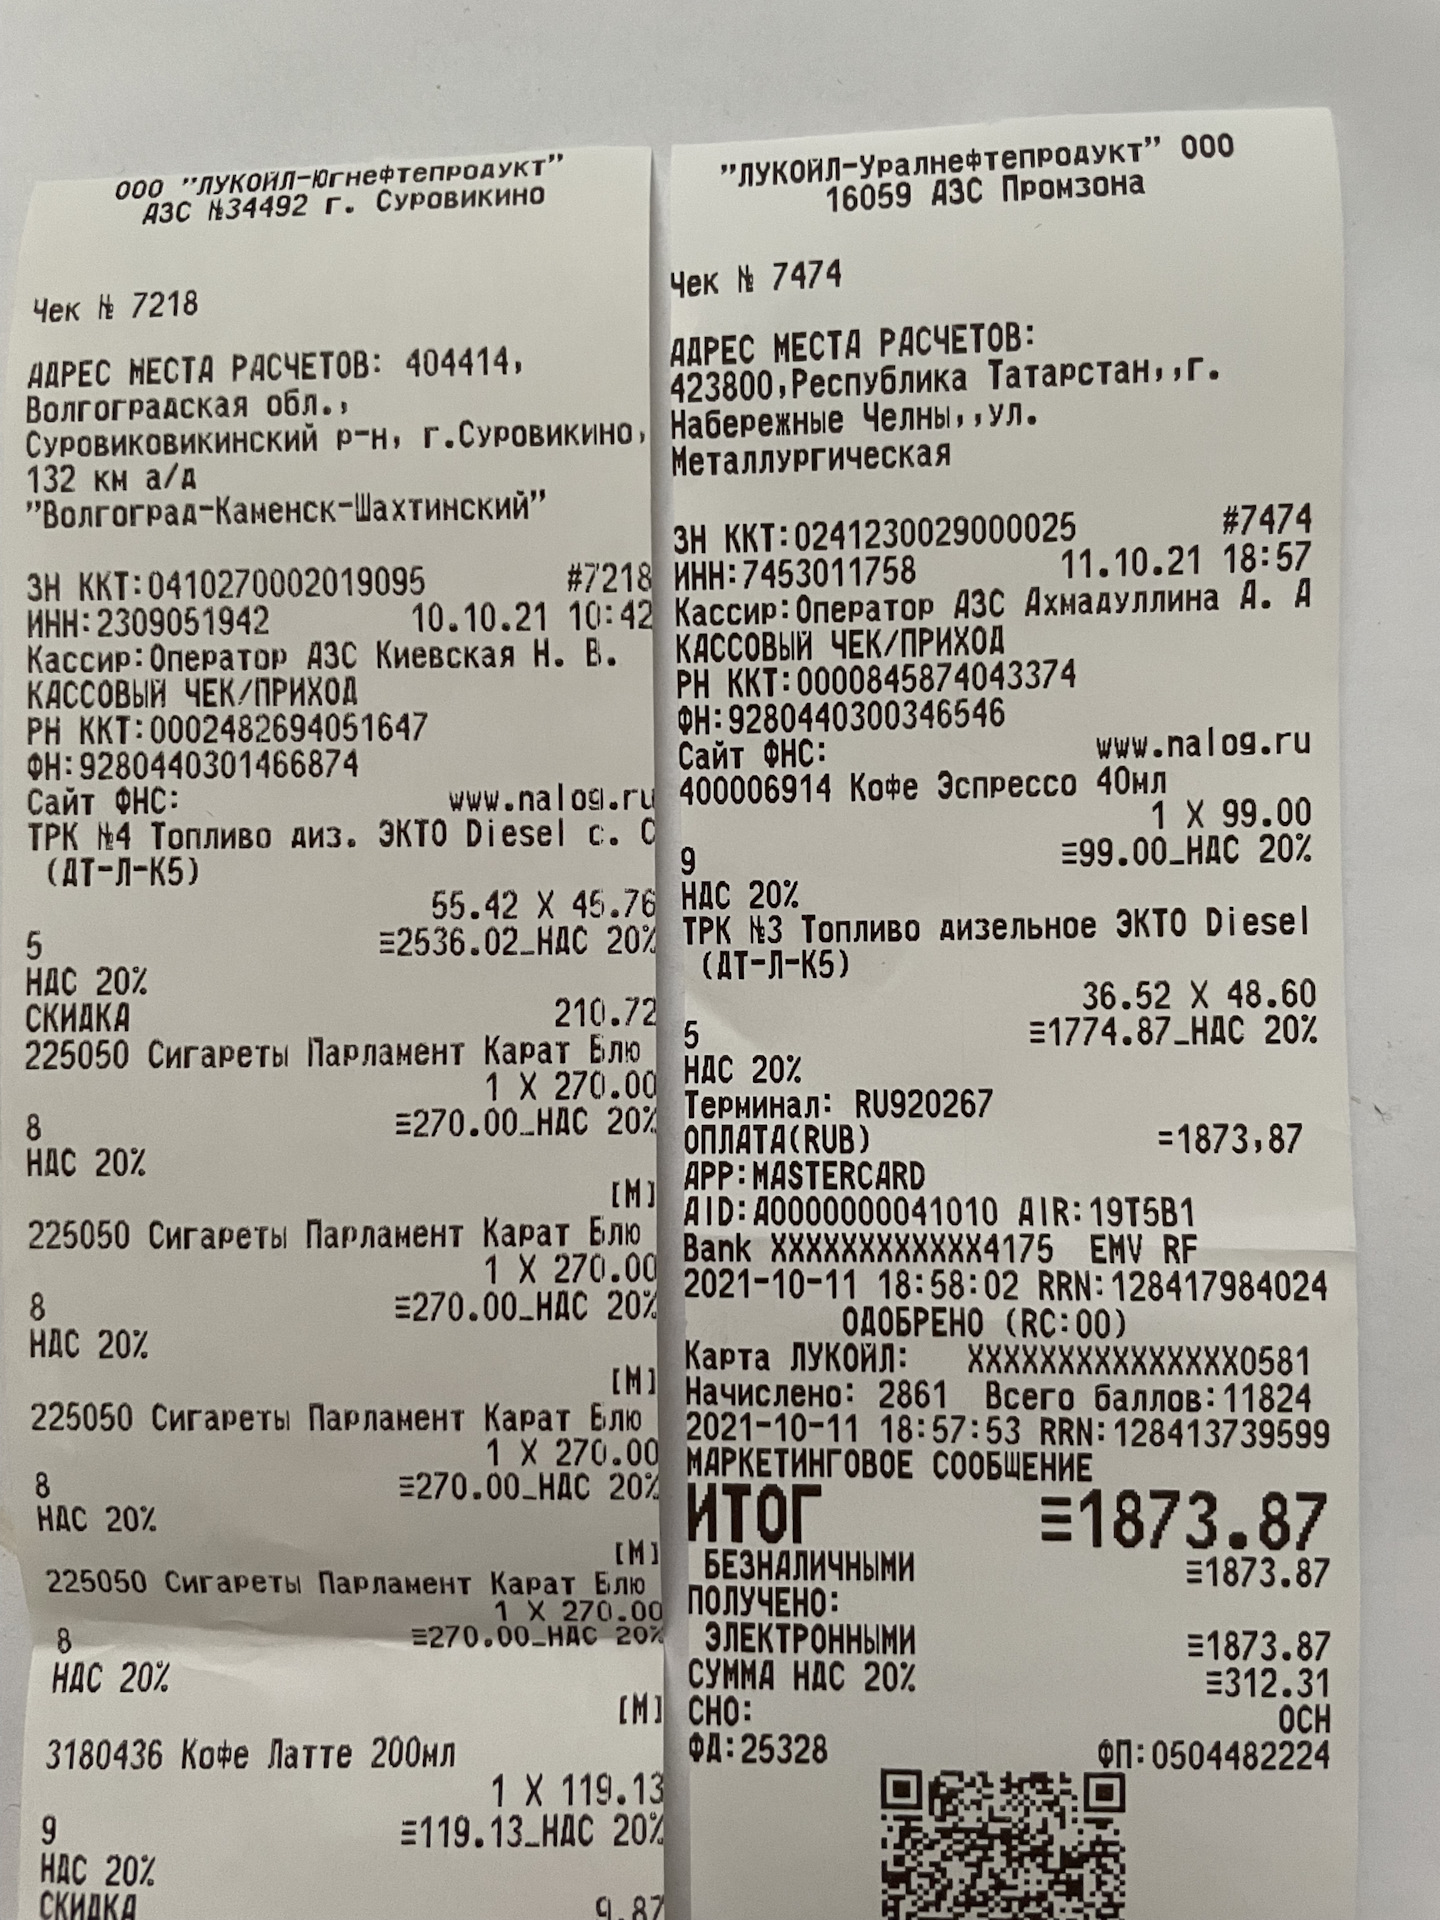 ООО "ЛУКОЙЛ-Югнефтепродукт"
АЗС №34492 г. Суровикино
Чек № 7218
АДРЕС МЕСТА РАСЧЕТОВ: 404414,
Волгоградская обл.,
Суровиковикинский р-н, г.Суровикино,
132 км а/д
"Волгоград-Каменск-Шахтинский"
ЗН ККТ:0410270002019095 #7218
ИНН:2309051942 10.10.21 10:42
Кассир:Оператор АЗС Киевская Н. В.
КАССОВЫЙ ЧЕК/ПРИХОД
РН ККТ:0002482694051647
ФН:9280440301466874
Сайт ФНС: www.nalog.ru
ТРК №4 Топливо диз. ЭКТО Diesel с. С
(ДТ-Л-К5)
55.42 X 45.76
5 ≡2536.02_НДС 20%
НДС 20%
СКИДКА 210.72
225050 Сигареты Парламент Карат Блю
1 X 270.00
8 ≡270.00_НДС 20%
НДС 20%
[М]
225050 Сигареты Парламент Карат Блю
1 X 270.00
8 ≡270.00_НДС 20%
НДС 20%
[М]
225050 Сигареты Парламент Карат Блю
1 X 270.00
8 ≡270.00_НДС 20%
НДС 20%
[М]
225050 Сигареты Парламент Карат Блю
1 X 270.00
8 ≡270.00_НДС 20%
НДС 20%
[М]
3180436 Кофе Латте 200мл
1 X 119.13
9 ≡119.13_НДС 20%
НДС 20%
СКИДКА 9.87
"ЛУКОЙЛ-Уралнефтепродукт" ООО
16059 АЗС Промзона
Чек № 7474
АДРЕС МЕСТА РАСЧЕТОВ:
423800,Республика Татарстан,,г.
Набережные Челны,,ул.
Металлургическая
ЗН ККТ:0241230029000025 #7474
ИНН:7453011758 11.10.21 18:57
Кассир:Оператор АЗС Ахмадуллина А. А
КАССОВЫЙ ЧЕК/ПРИХОД
РН ККТ:0000845874043374
ФН:9280440300346546
Сайт ФНС: www.nalog.ru
400006914 Кофе Эспрессо 40мл
1 X 99.00
9 ≡99.00_НДС 20%
НДС 20%
ТРК №3 Топливо дизельное ЭКТО Diesel
(ДТ-Л-К5)
36.52 X 48.60
5 ≡1774.87_НДС 20%
НДС 20%
Терминал: RU920267
ОПЛАТА(RUB) =1873,87
APP:MASTERCARD
AID:A0000000041010 AIR:19T5B1
Bank XXXXXXXXXXXX4175 EMV RF
2021-10-11 18:58:02 RRN:128417984024
ОДОБРЕНО (RC:00)
Карта ЛУКОЙЛ: XXXXXXXXXXXXXXX0581
Начислено: 2861 Всего баллов:11824
2021-10-11 18:57:53 RRN:128413739599
МАРКЕТИНГОВОЕ СООБЩЕНИЕ
ИТОГ ≡1873.87
БЕЗНАЛИЧНЫМИ ≡1873.87
ПОЛУЧЕНО:
ЭЛЕКТРОННЫМИ ≡1873.87
СУММА НДС 20% ≡312.31
СНО: ОСН
ФД:25328 ФП:0504482224